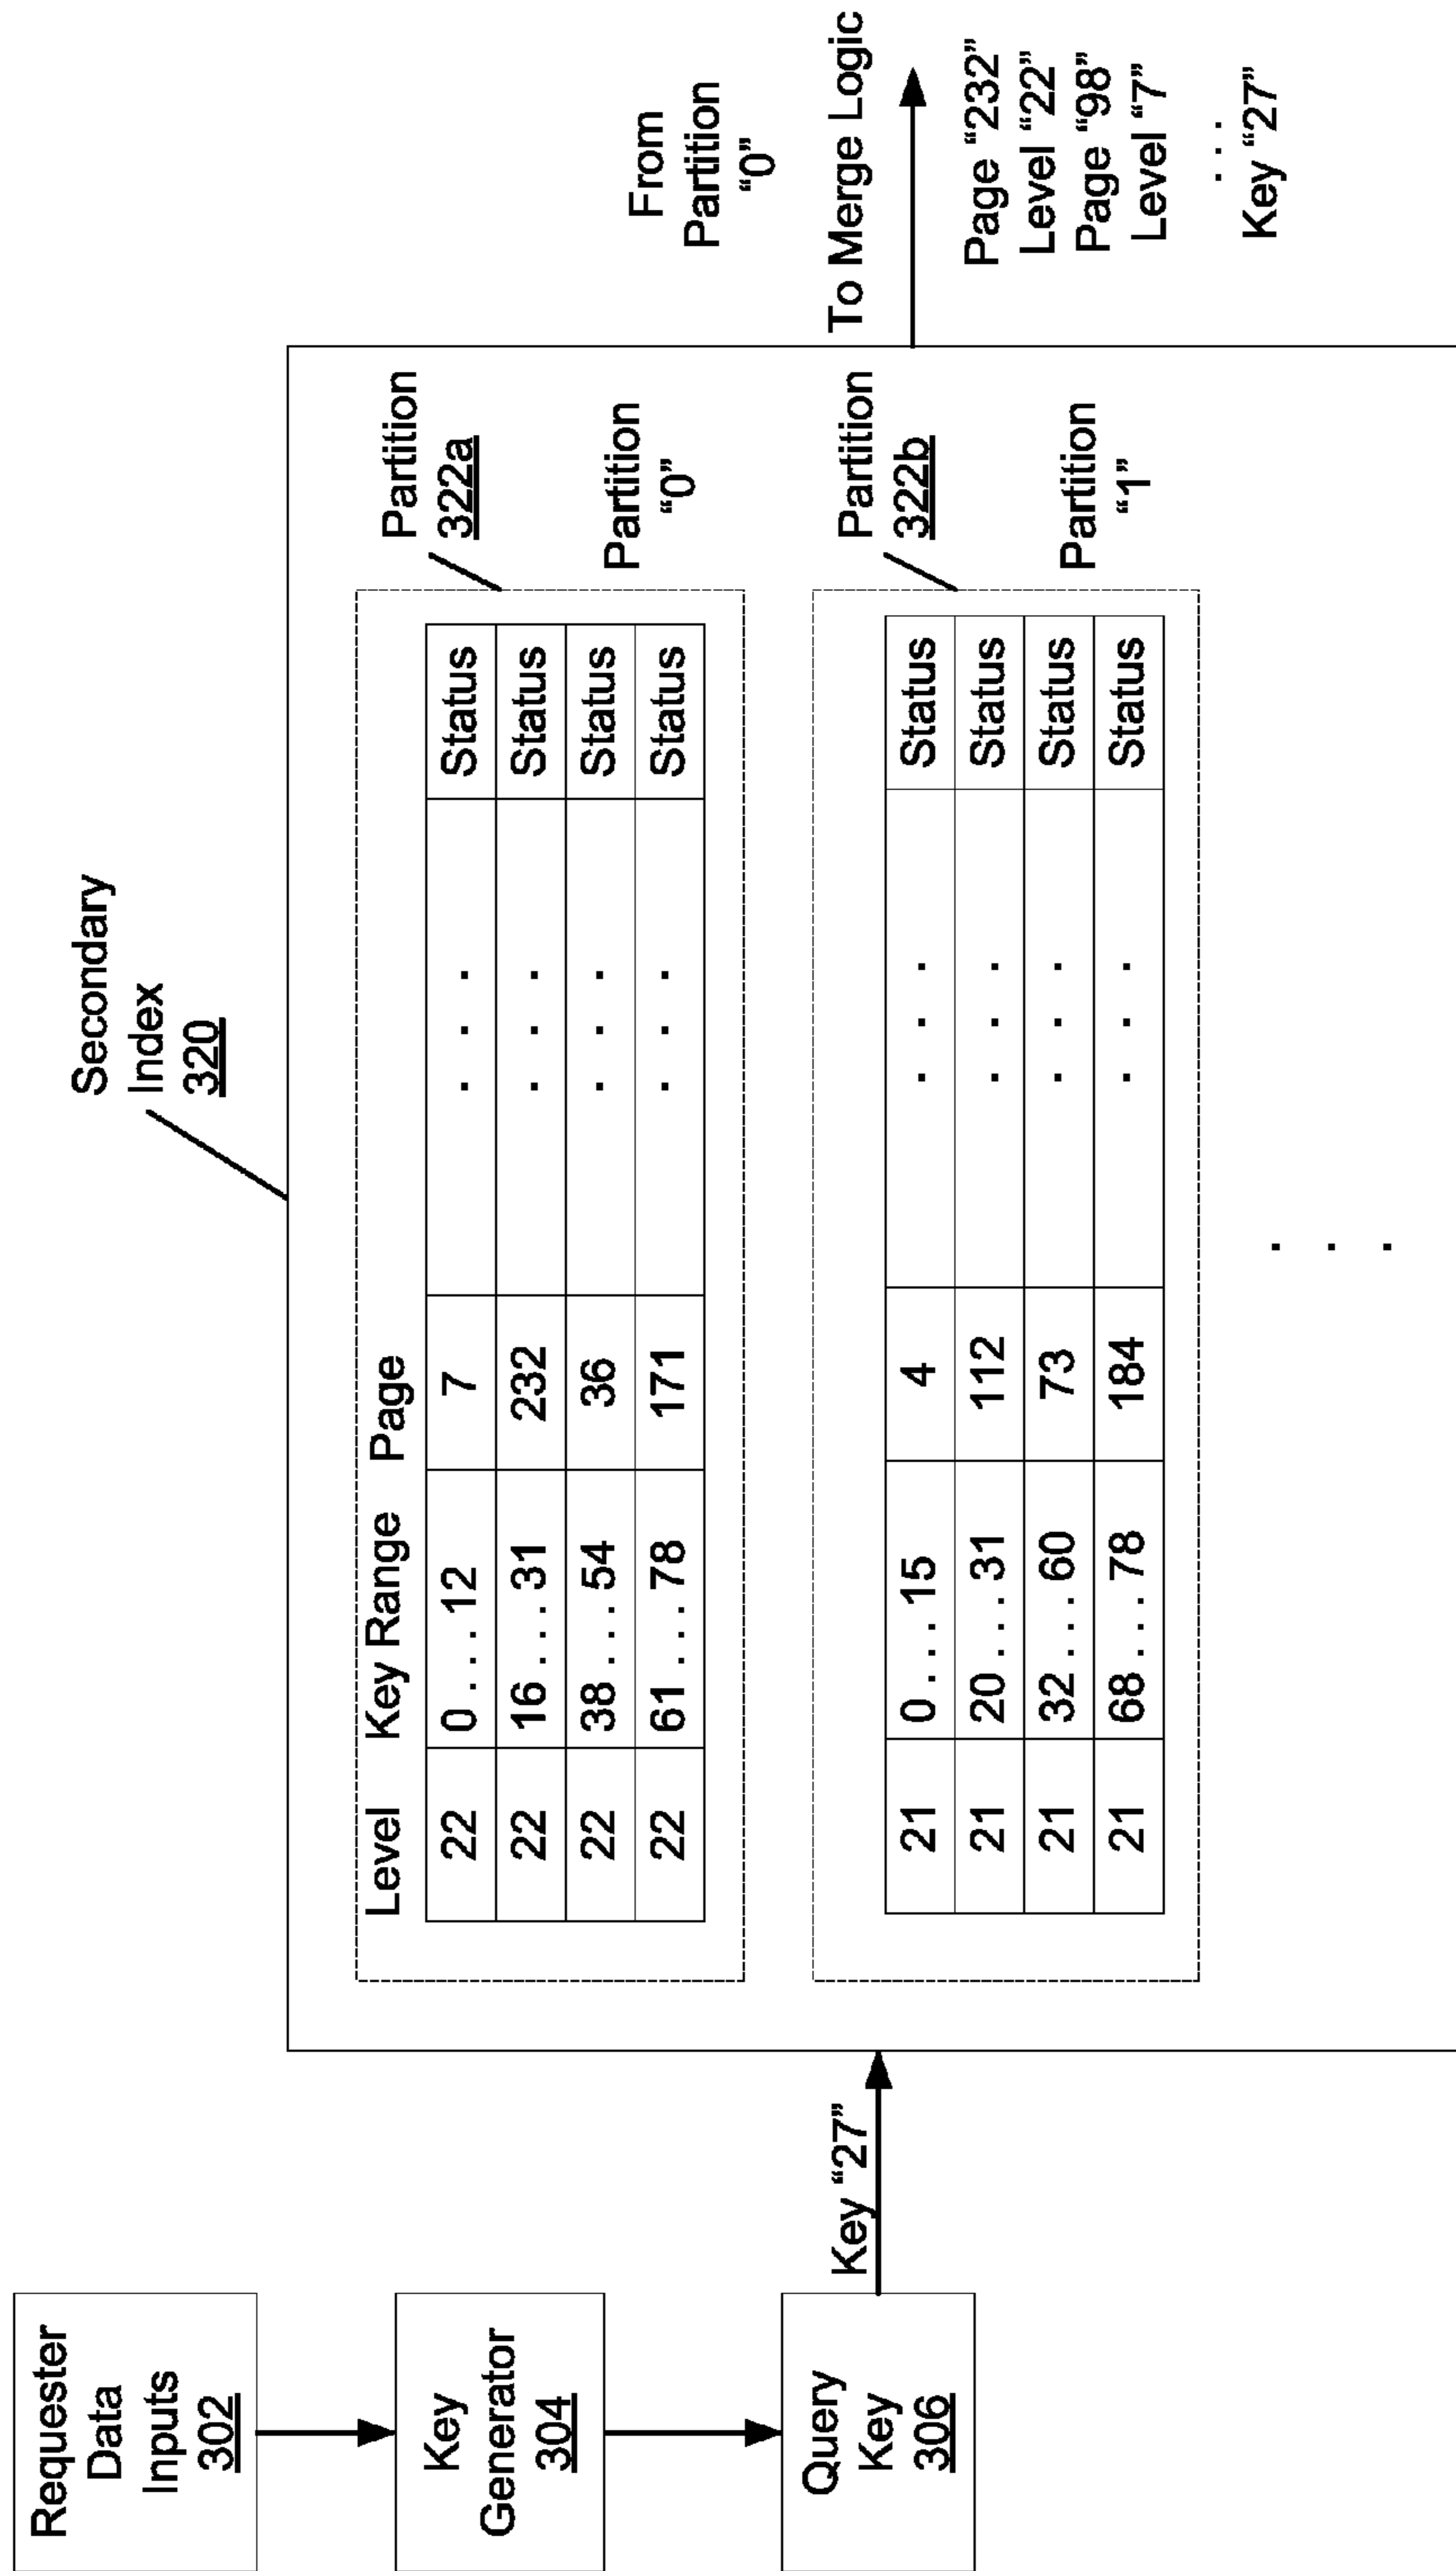 Requester
Data
Inputs
302
Key
Generator
304
Query
Key
306
Key “27”
Secondary
Index
320
Level Key Range Page
22 0 . . . 12 7 . . . Status
22 16 . . . 31 232 . . . Status
22 38 . . . 54 36 . . . Status
22 61 . . . 78 171 . . . Status
Partition
322a
Partition
“0”
21 0 . . . 15 4 . . . Status
21 20 . . . 31 112 . . . Status
21 32 . . . 60 73 . . . Status
21 68 . . . 78 184 . . . Status
Partition
322b
Partition
“1”
. . .
From
Partition
“0”
To Merge Logic
Page “232”
Level “22”
Page “98”
Level “7”
. . .
Key “27”